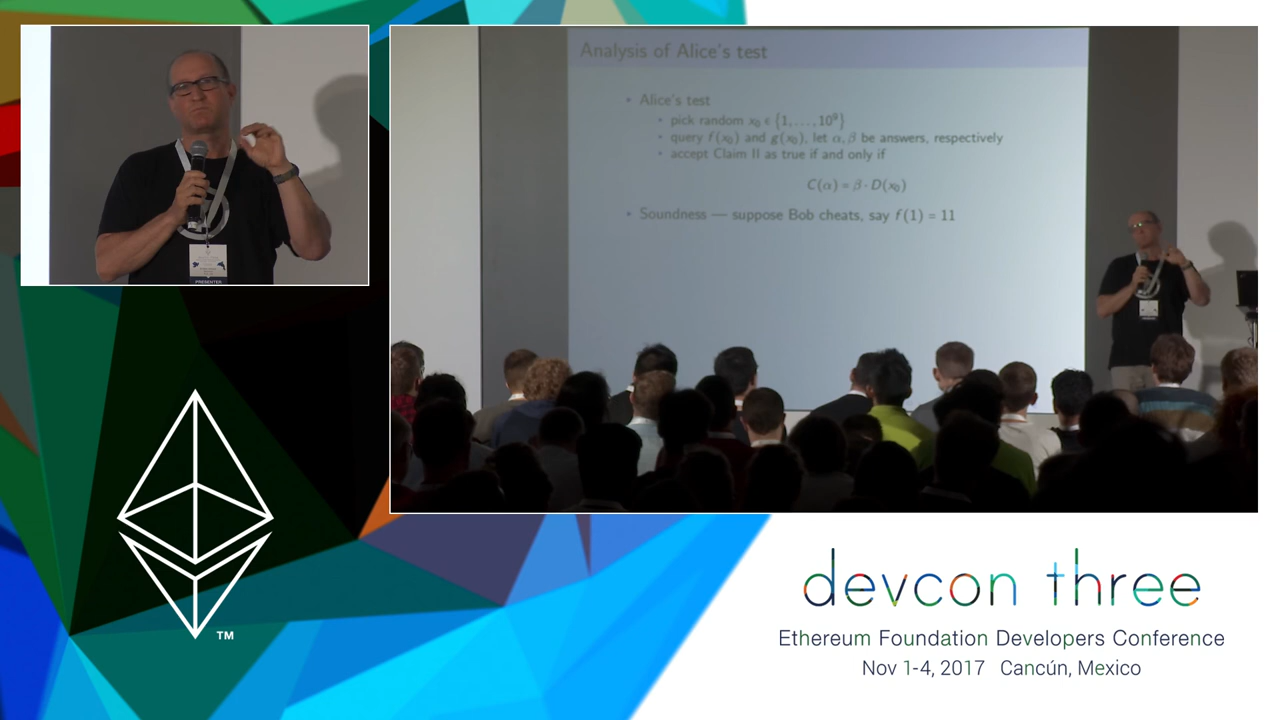 PRESENTER
Analysis of Alice's test
• Alice's test
• pick random x₀ ∈ {1, . . . , 10⁹}
• query f(x₀) and g(x₀), let α, β be answers, respectively
• accept Claim II as true if and only if
C(α) = β · D(x₀)
• Soundness — suppose Bob cheats, say f(1) = 11
TM
devcon three
Ethereum Foundation Developers Conference
Nov 1-4, 2017 Cancún, Mexico